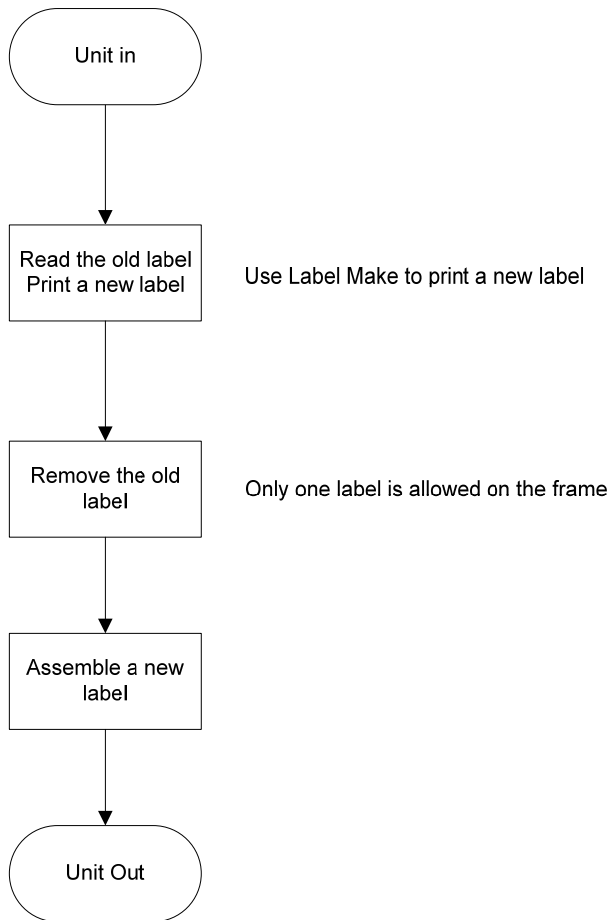 Unit in
Read the old label
Print a new label
Use Label Make to print a new label
Remove the old
label
Only one label is allowed on the frame
Assemble a new
label
Unit Out